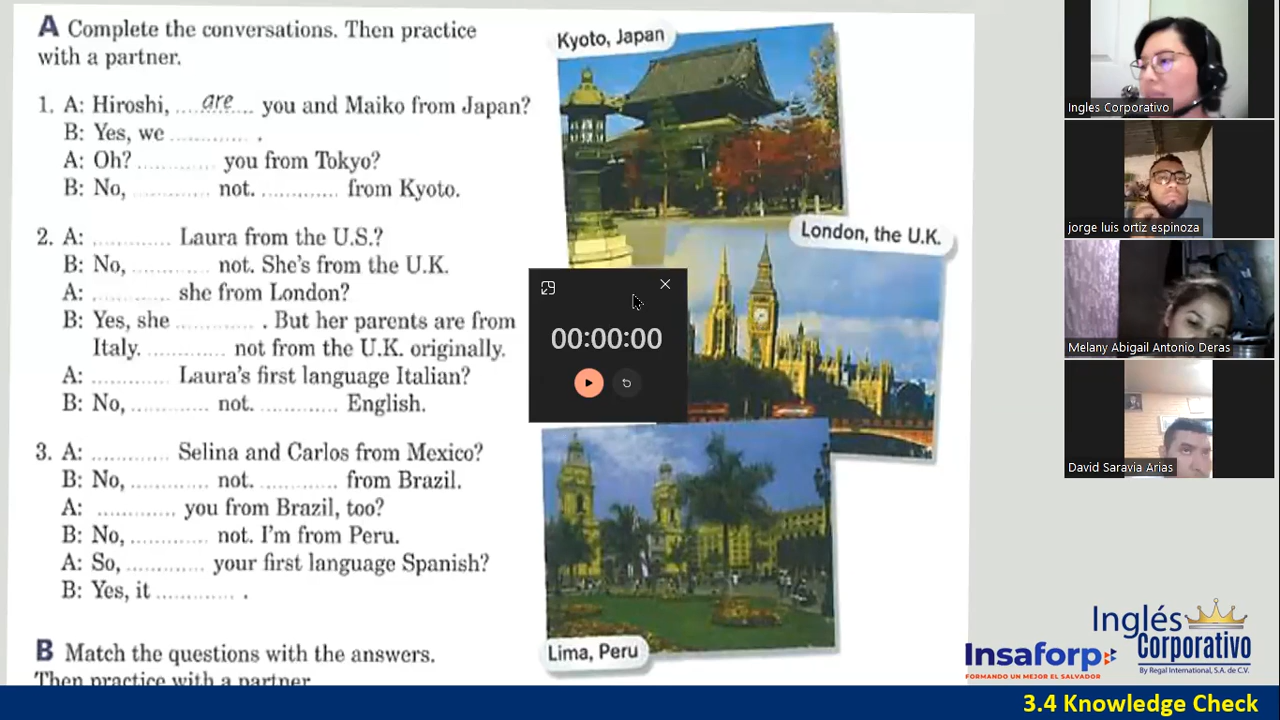 A Complete the conversations. Then practice
with a partner.
1. A: Hiroshi, are you and Maiko from Japan?
B: Yes, we ............ .
A: Oh? ............ you from Tokyo?
B: No, ............ not. ............ from Kyoto.
2. A: ............ Laura from the U.S.?
B: No, ............ not. She's from the U.K.
A: ............ she from London?
B: Yes, she ............ . But her parents are from
Italy. ............ not from the U.K. originally.
A: ............ Laura's first language Italian?
B: No, ............ not. ............ English.
3. A: ............ Selina and Carlos from Mexico?
B: No, ............ not. ............ from Brazil.
A: ............ you from Brazil, too?
B: No, ............ not. I'm from Peru.
A: So, ............ your first language Spanish?
B: Yes, it ............ .
B Match the questions with the answers.
Then practice with a partner.
Kyoto, Japan
London, the U.K.
Lima, Peru
00:00:00
Ingles Corporativo
jorge luis ortiz espinoza
Melany Abigail Antonio Deras
David Saravia Arias
Insaforp
FORMANDO UN MEJOR EL SALVADOR
Inglés
Corporativo
By Regal International, S.A. de C.V.
3.4 Knowledge Check